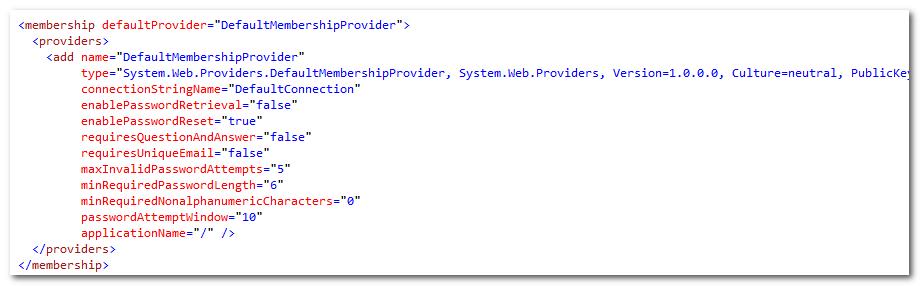 <membership defaultProvider="DefaultMembershipProvider">
<providers>
<add name="DefaultMembershipProvider"
type="System.Web.Providers.DefaultMembershipProvider, System.Web.Providers, Version=1.0.0.0, Culture=neutral, PublicKey
connectionStringName="DefaultConnection"
enablePasswordRetrieval="false"
enablePasswordReset="true"
requiresQuestionAndAnswer="false"
requiresUniqueEmail="false"
maxInvalidPasswordAttempts="5"
minRequiredPasswordLength="6"
minRequiredNonalphanumericCharacters="0"
passwordAttemptWindow="10"
applicationName="/" />
</providers>
</membership>